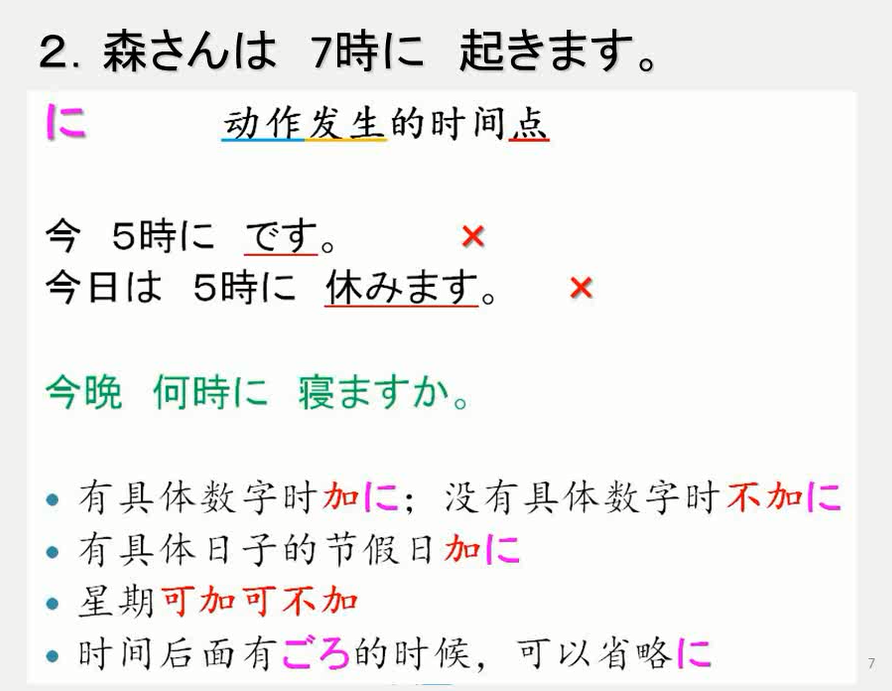 ２．森さんは　7時に　起きます。
に　动作发生的时间点
今　５時に　です。　×
今日は　５時に　休みます。　×
今晩　何時に　寝ますか。
• 有具体数字时加に；没有具体数字时不加に
• 有具体日子的节假日加に
• 星期可加可不加
• 时间后面有ごろ的时候，可以省略に
7